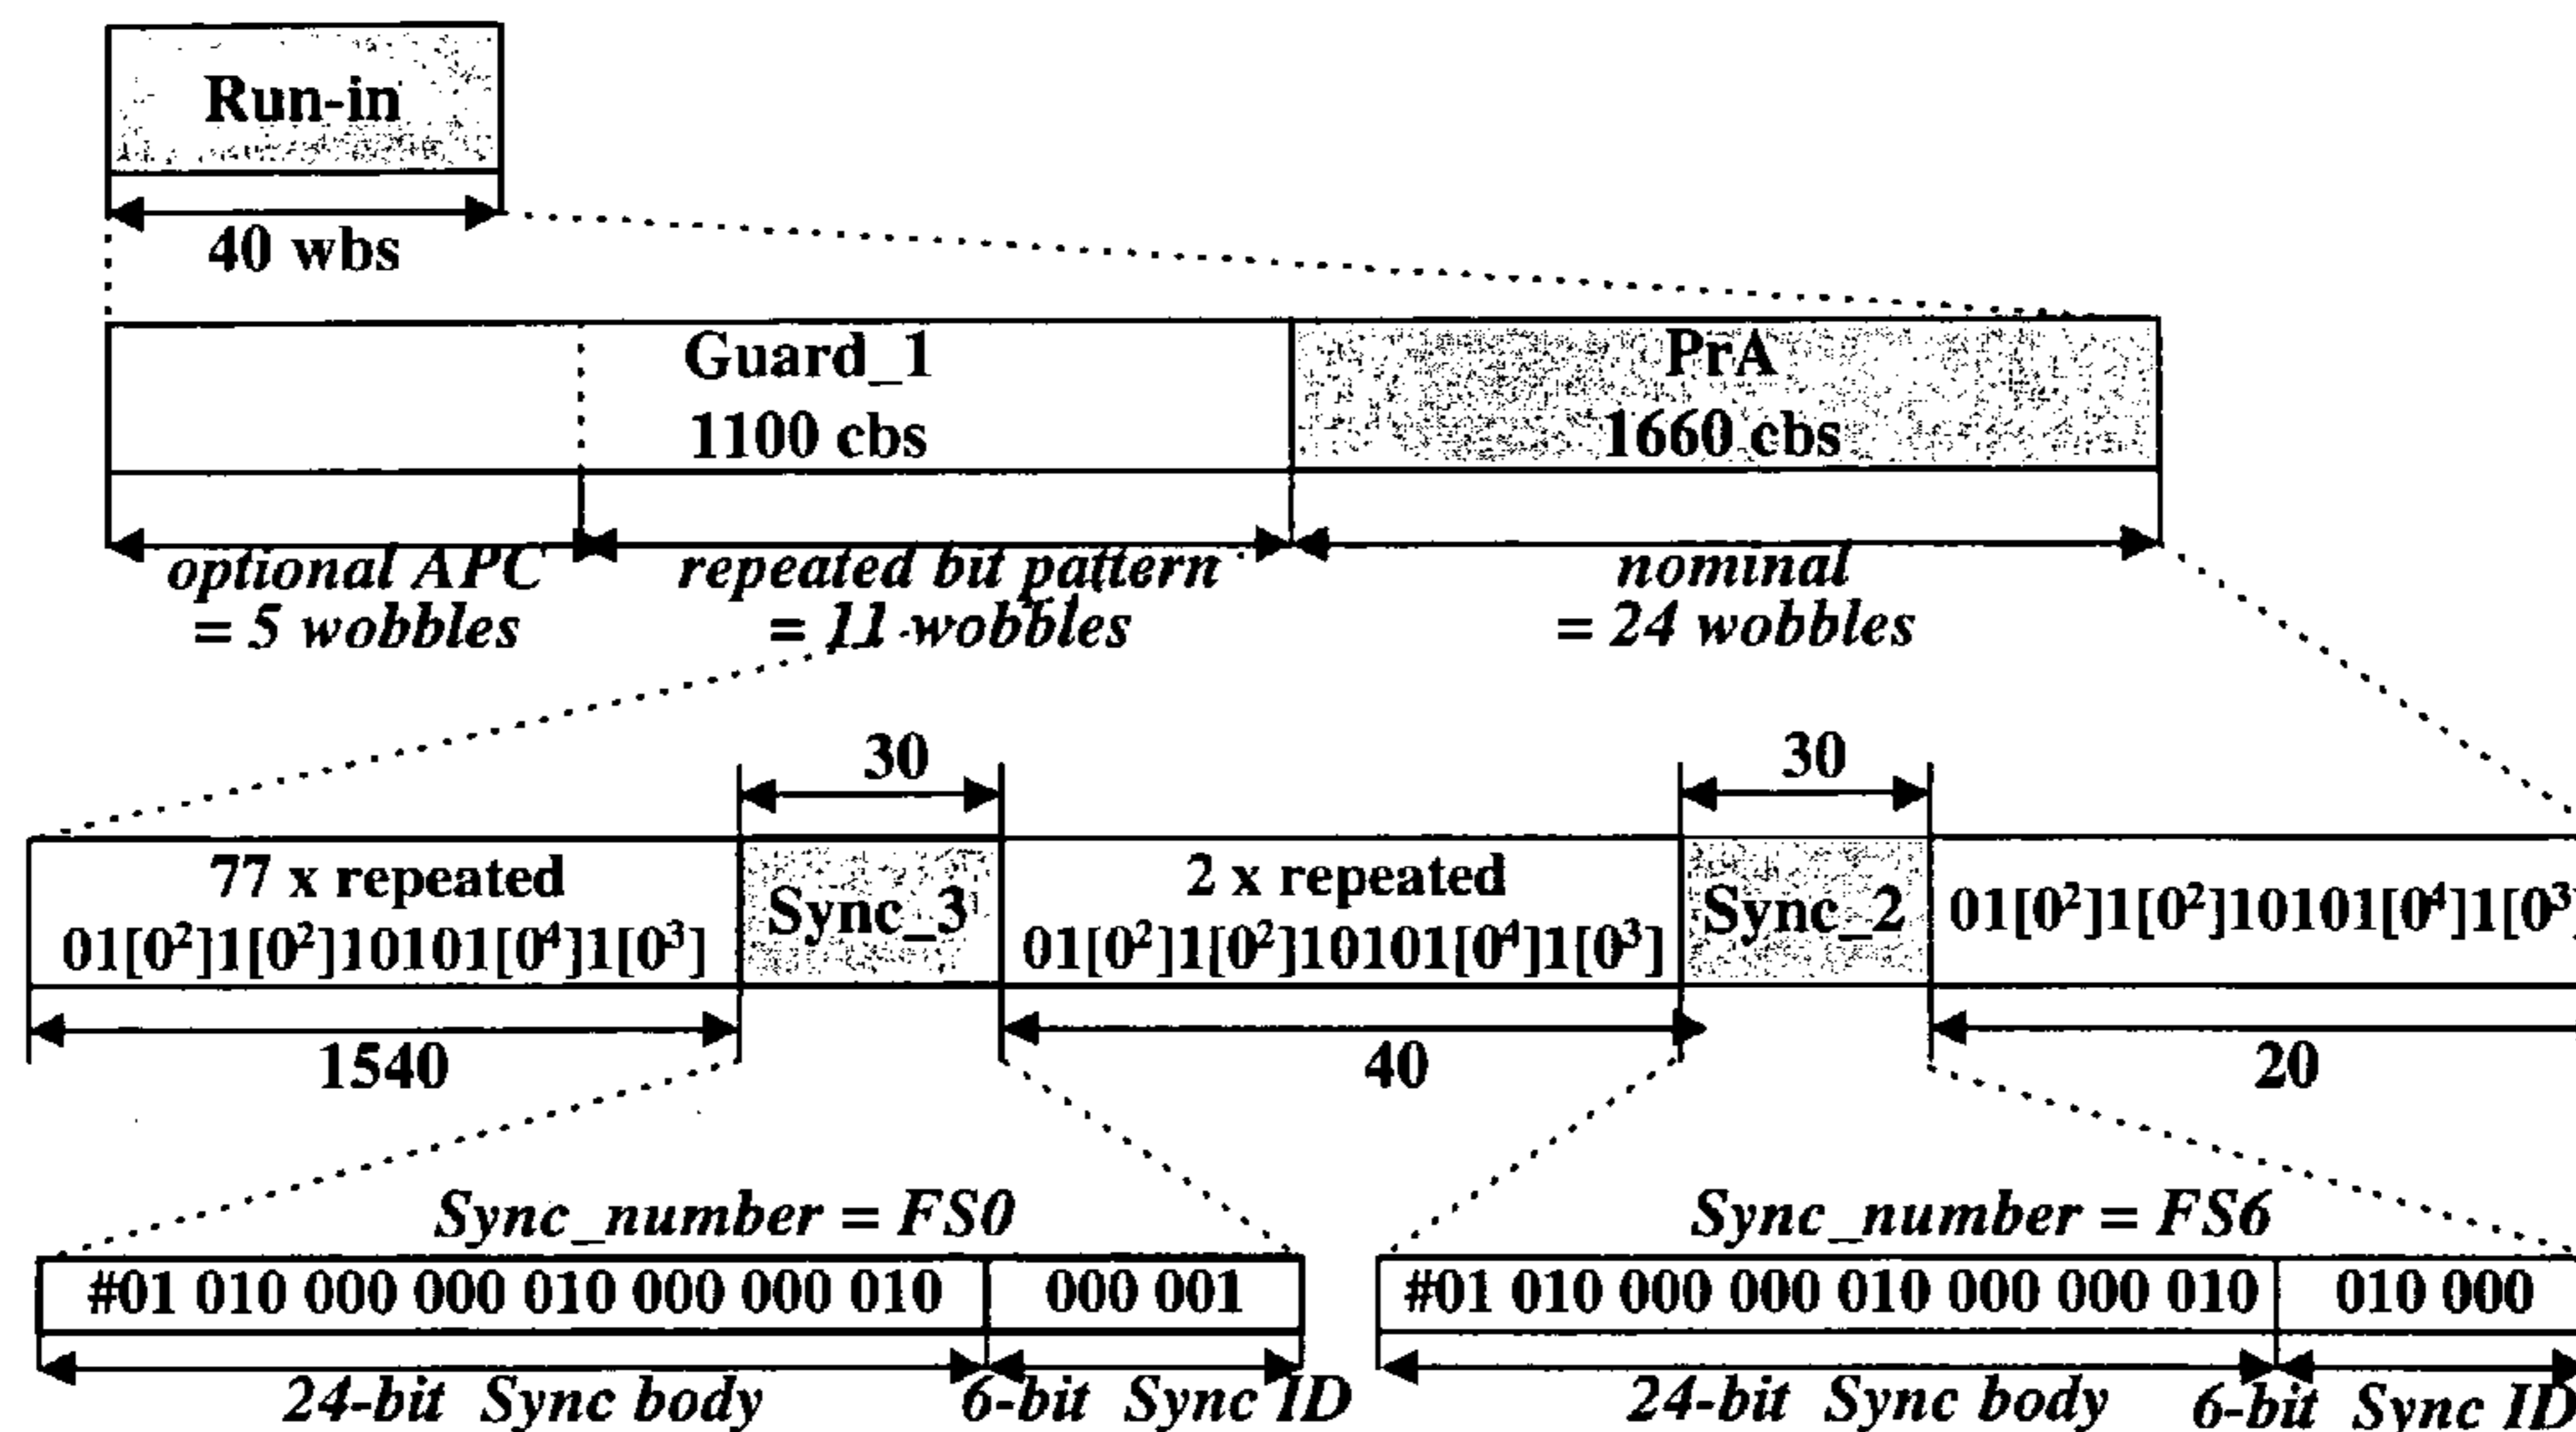 Run-in
40 wbs
Guard_1
1100 cbs
PrA
1660 cbs
optional APC
= 5 wobbles
repeated bit pattern
= 11 wobbles
nominal
= 24 wobbles
30
30
77 x repeated
01[0²]1[0²]10101[0⁴]1[0³]
Sync_3
2 x repeated
01[0²]1[0²]10101[0⁴]1[0³]
Sync_2
01[0²]1[0²]10101[0⁴]1[0³]
1540
40
20
Sync_number = FS0
Sync_number = FS6
#01 010 000 000 010 000 000 010
000 001
#01 010 000 000 010 000 000 010
010 000
24-bit Sync body
6-bit Sync ID
24-bit Sync body
6-bit Sync ID